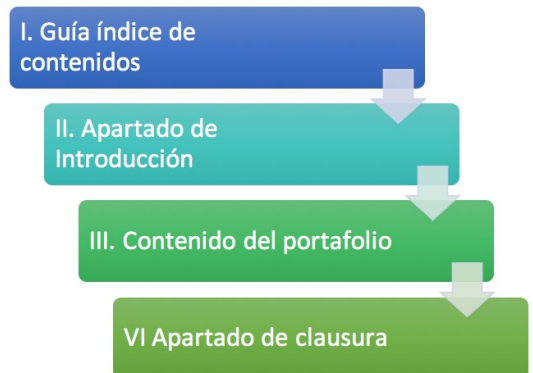 I. Guía índice de
contenidos
II. Apartado de
Introducción
III. Contenido del portafolio
VI Apartado de clausura